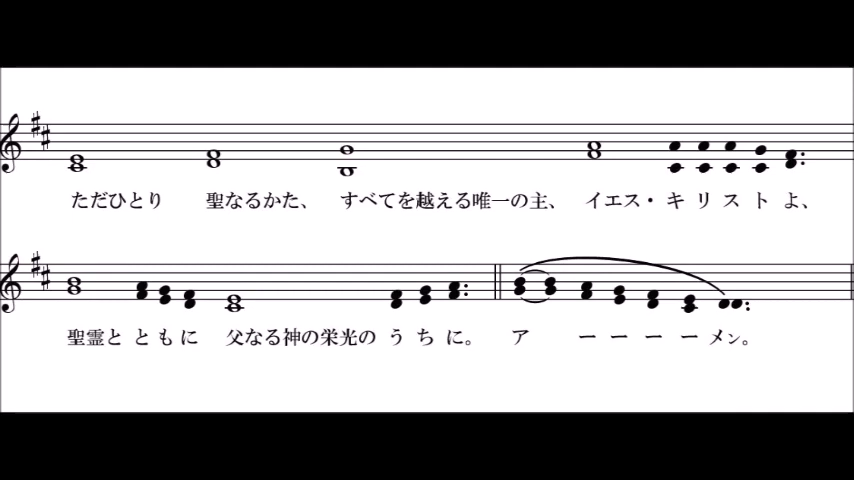 ただひとり 聖なるかた、 すべてを越える唯一の主、 イエス・キリストよ、
聖霊と ともに 父なる神の栄光の うちに。 アーーーーメン。